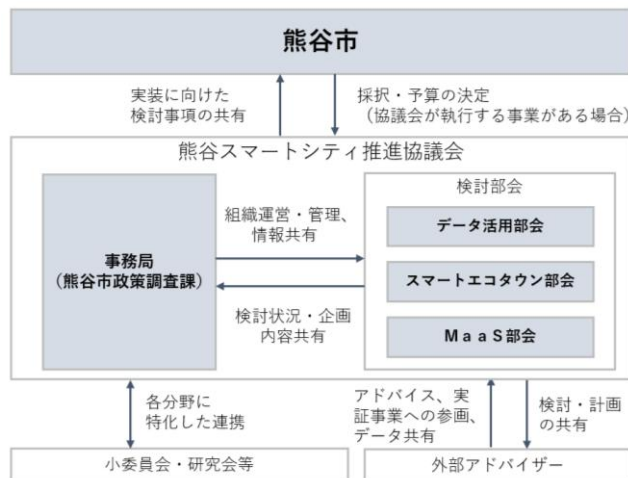 熊谷市
実装に向けた
検討事項の共有
採択・予算の決定
（協議会が執行する事業がある場合）
熊谷スマートシティ推進協議会
事務局
（熊谷市政策調査課）
組織運営・管理、
情報共有
検討状況・企画
内容共有
検討部会
データ活用部会
スマートエコタウン部会
ＭａａＳ部会
各分野に
特化した連携
アドバイス、実
証事業への参画、
データ共有
検討・計画
の共有
小委員会・研究会等
外部アドバイザー